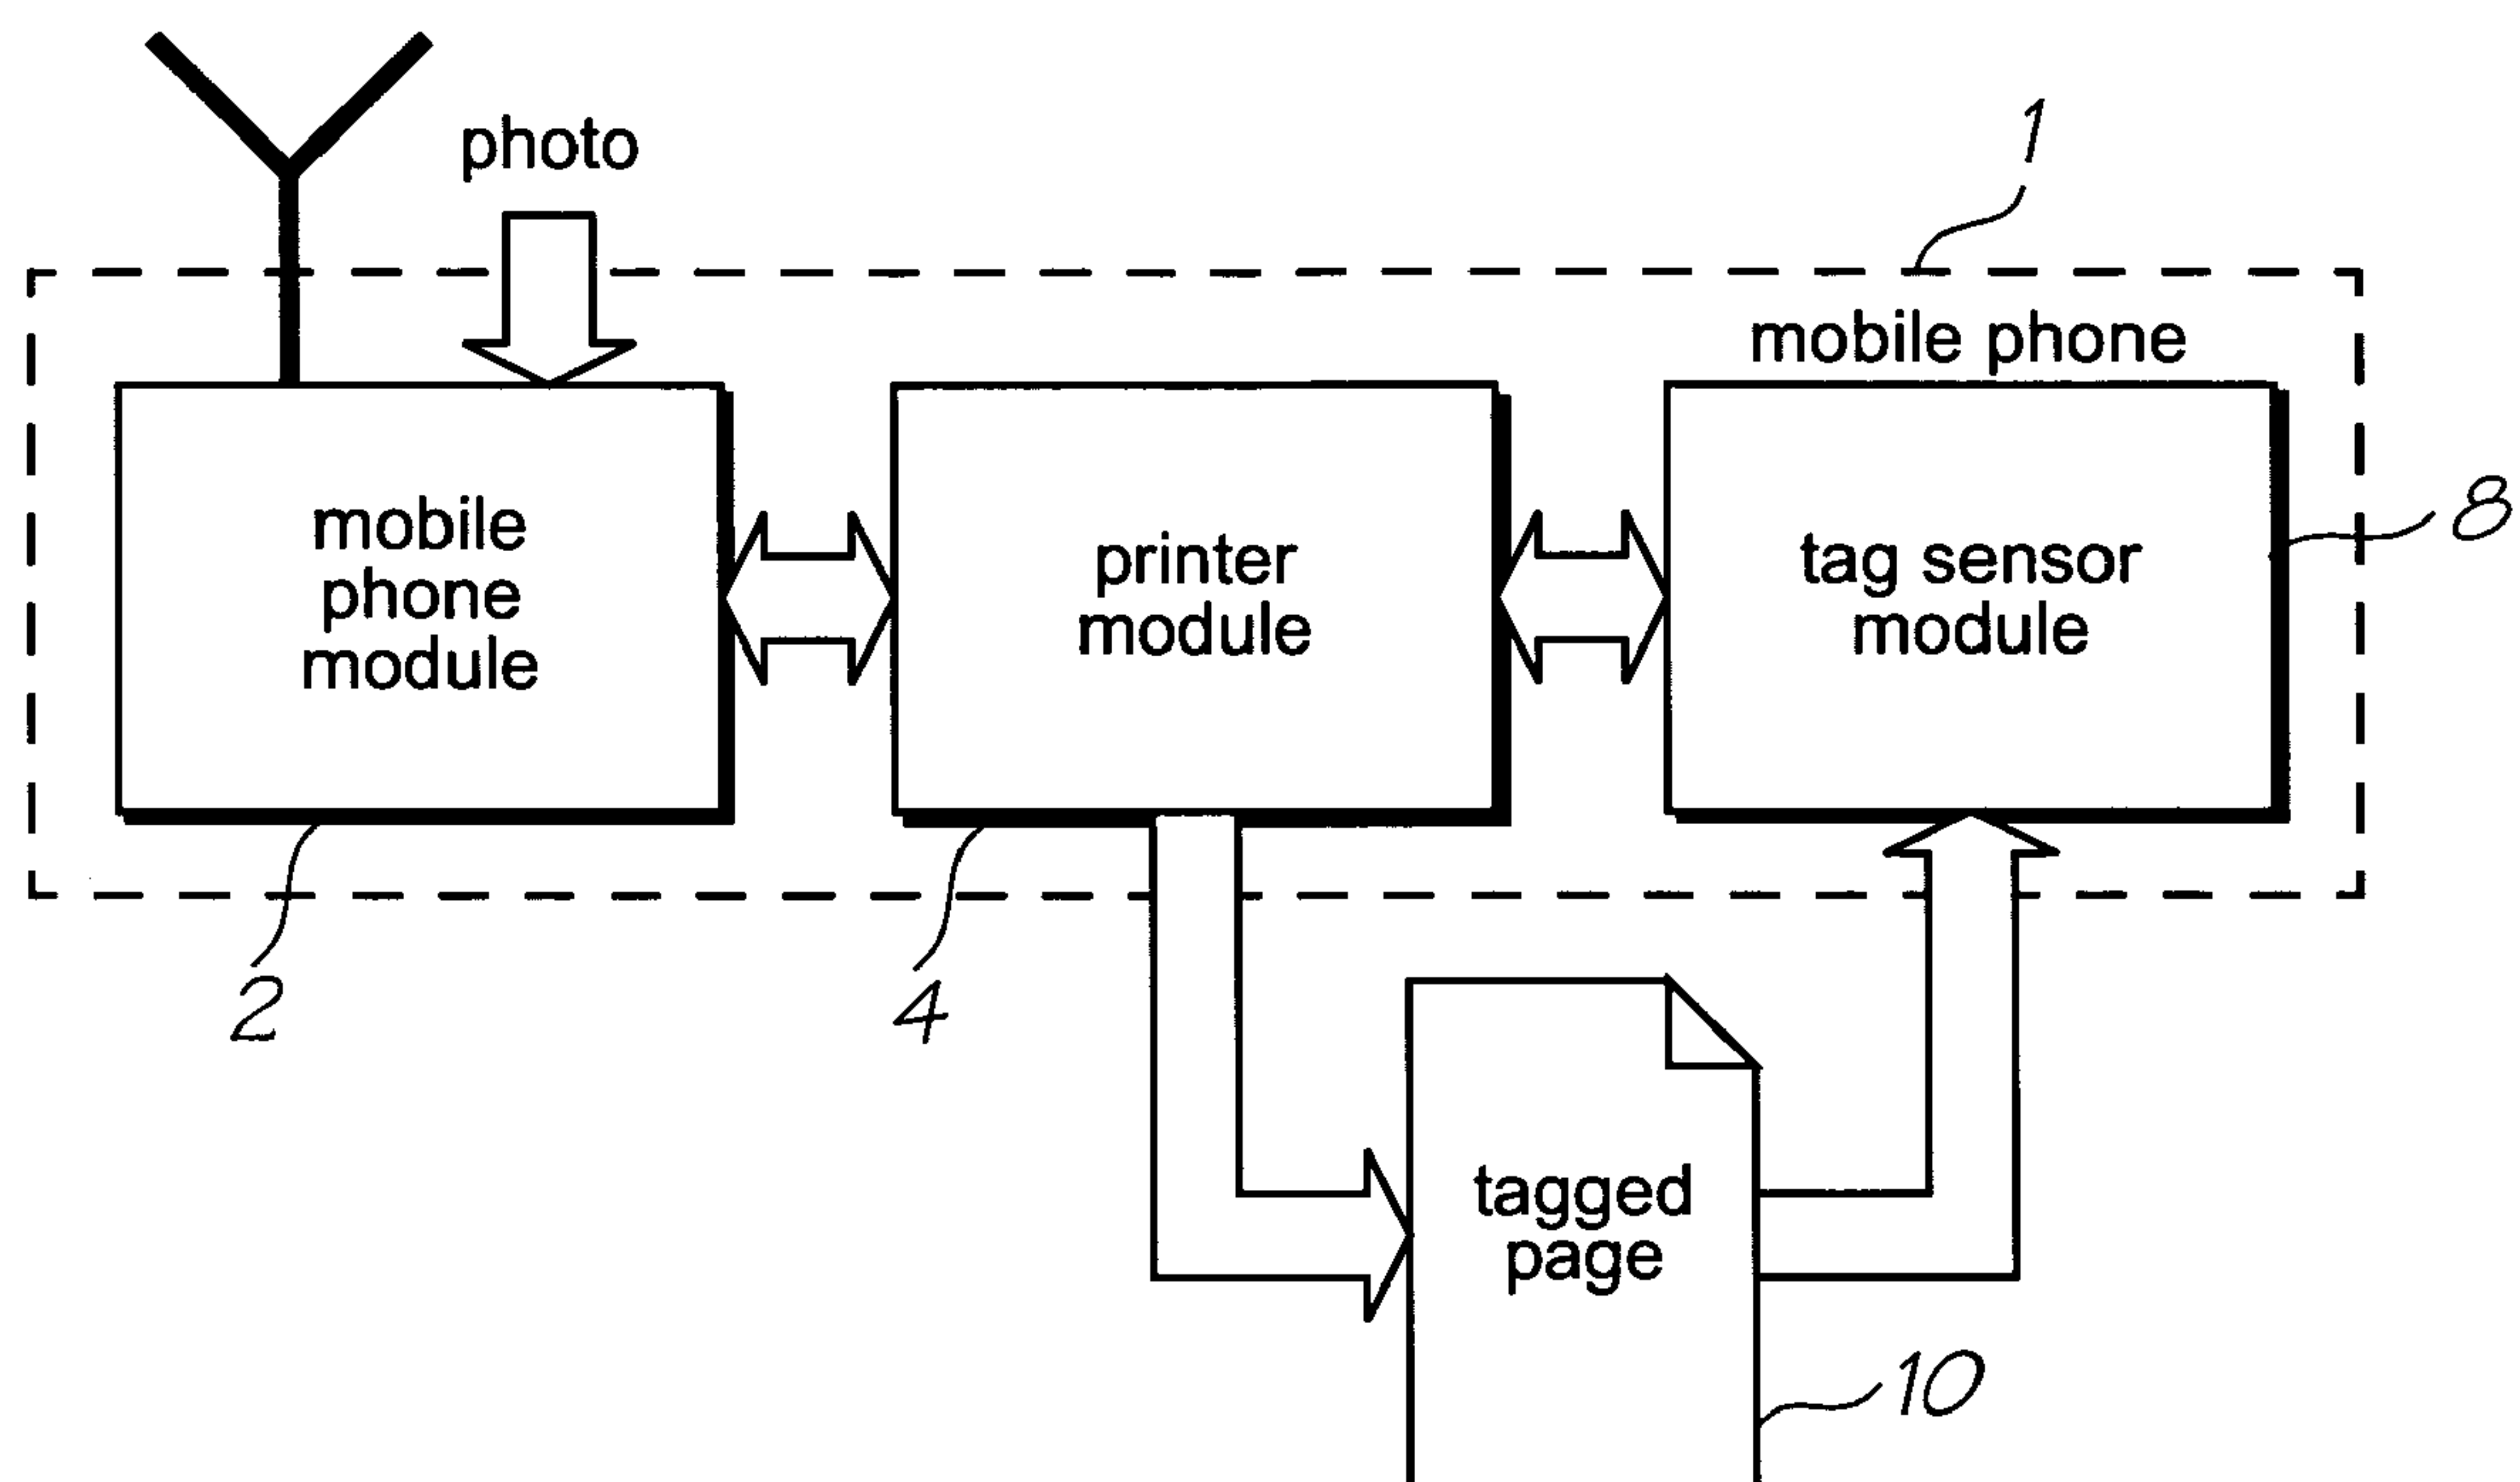 photo
1
mobile phone
mobile
phone
module
printer
module
tag sensor
module
8
2
4
tagged
page
10